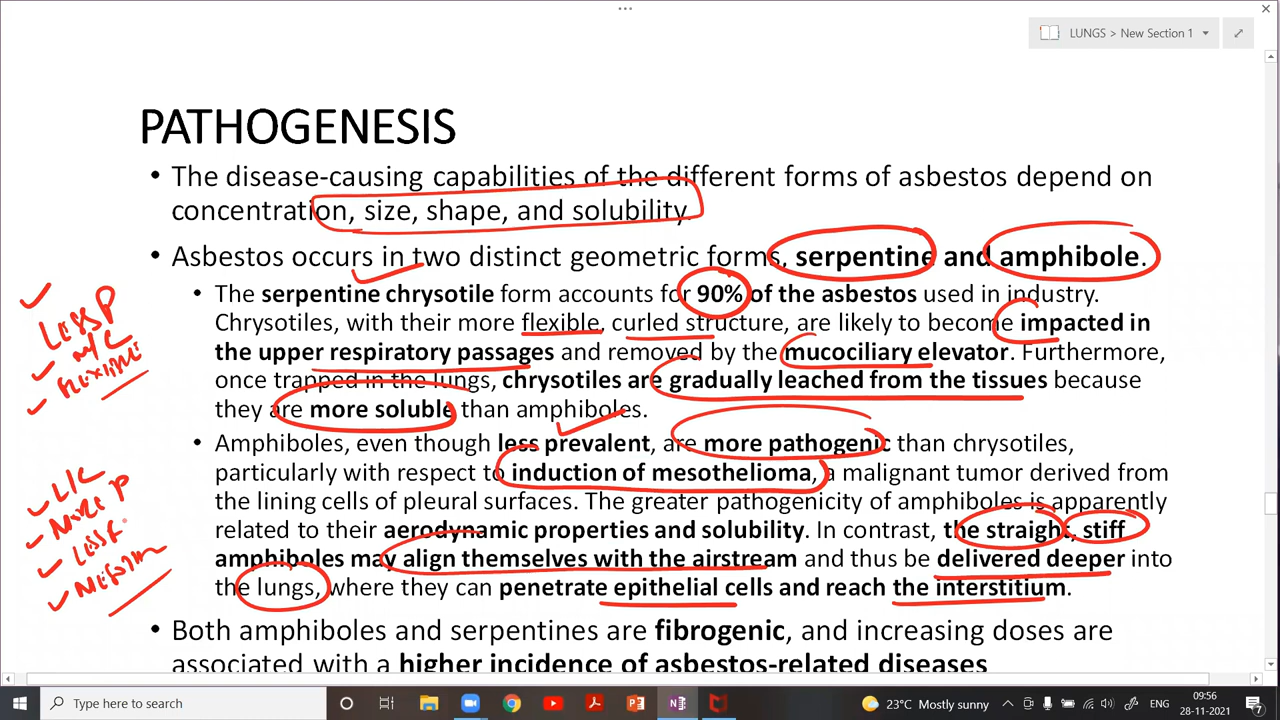 LUNGS > New Section 1
PATHOGENESIS
• The disease-causing capabilities of the different forms of asbestos depend on
concentration, size, shape, and solubility.
• Asbestos occurs in two distinct geometric forms, serpentine and amphibole.
• The serpentine chrysotile form accounts for 90% of the asbestos used in industry.
Chrysotiles, with their more flexible, curled structure, are likely to become impacted in
the upper respiratory passages and removed by the mucociliary elevator. Furthermore,
once trapped in the lungs, chrysotiles are gradually leached from the tissues because
they are more soluble than amphiboles.
• Amphiboles, even though less prevalent, are more pathogenic than chrysotiles,
particularly with respect to induction of mesothelioma, a malignant tumor derived from
the lining cells of pleural surfaces. The greater pathogenicity of amphiboles is apparently
related to their aerodynamic properties and solubility. In contrast, the straight, stiff
amphiboles may align themselves with the airstream and thus be delivered deeper into
the lungs, where they can penetrate epithelial cells and reach the interstitium.
• Both amphiboles and serpentines are fibrogenic, and increasing doses are
associated with a higher incidence of asbestos-related diseases
Less P
m/c
flexible
L/C
More P
Less f
Type here to search
23°C Mostly sunny
ENG
09:56
28-11-2021
7